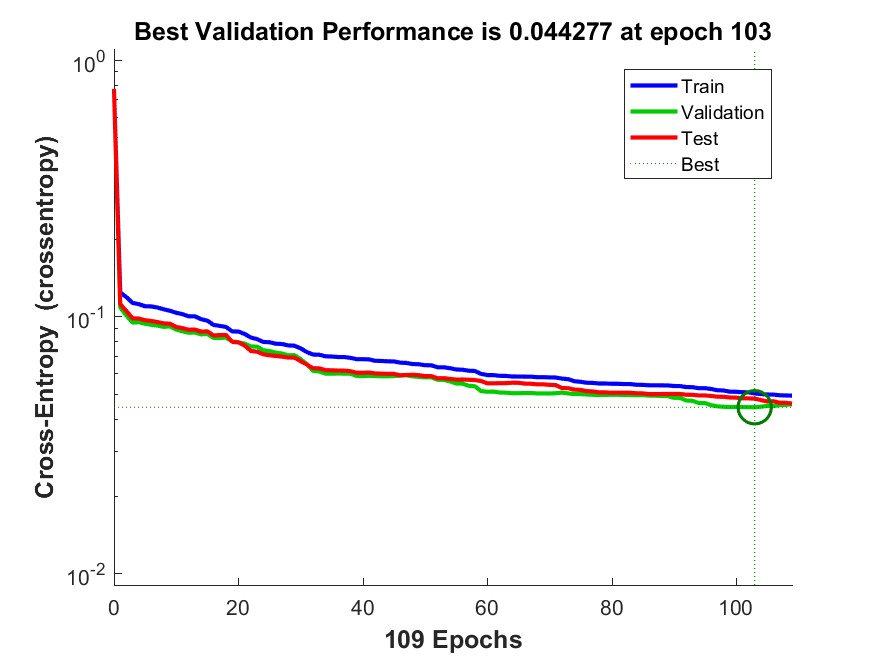 Best Validation Performance is 0.044277 at epoch 103
10^0
10^-1
10^-2
Cross-Entropy (crossentropy)
Train
Validation
Test
Best
0 20 40 60 80 100
109 Epochs